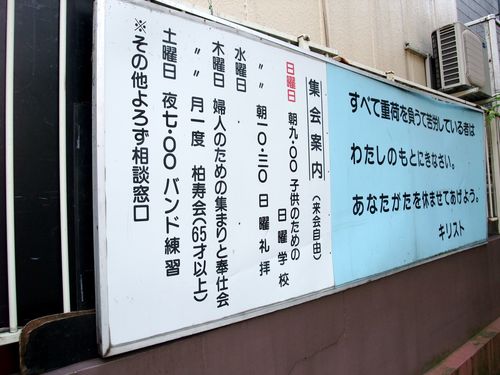 すべて重荷を負うて苦労している者は
わたしのもとにきなさい。
あなたがたを休ませてあげよう。
キリスト
集会案内（来会自由）
日曜日 朝九・〇〇 子供のための
日曜学校
〃 朝一〇・三〇 日曜礼拝
水曜日
木曜日 婦人のための集まりと奉仕会
〃 月一度 柏寿会（65才以上）
土曜日 夜七・〇〇 バンド練習
※その他よろず相談窓口